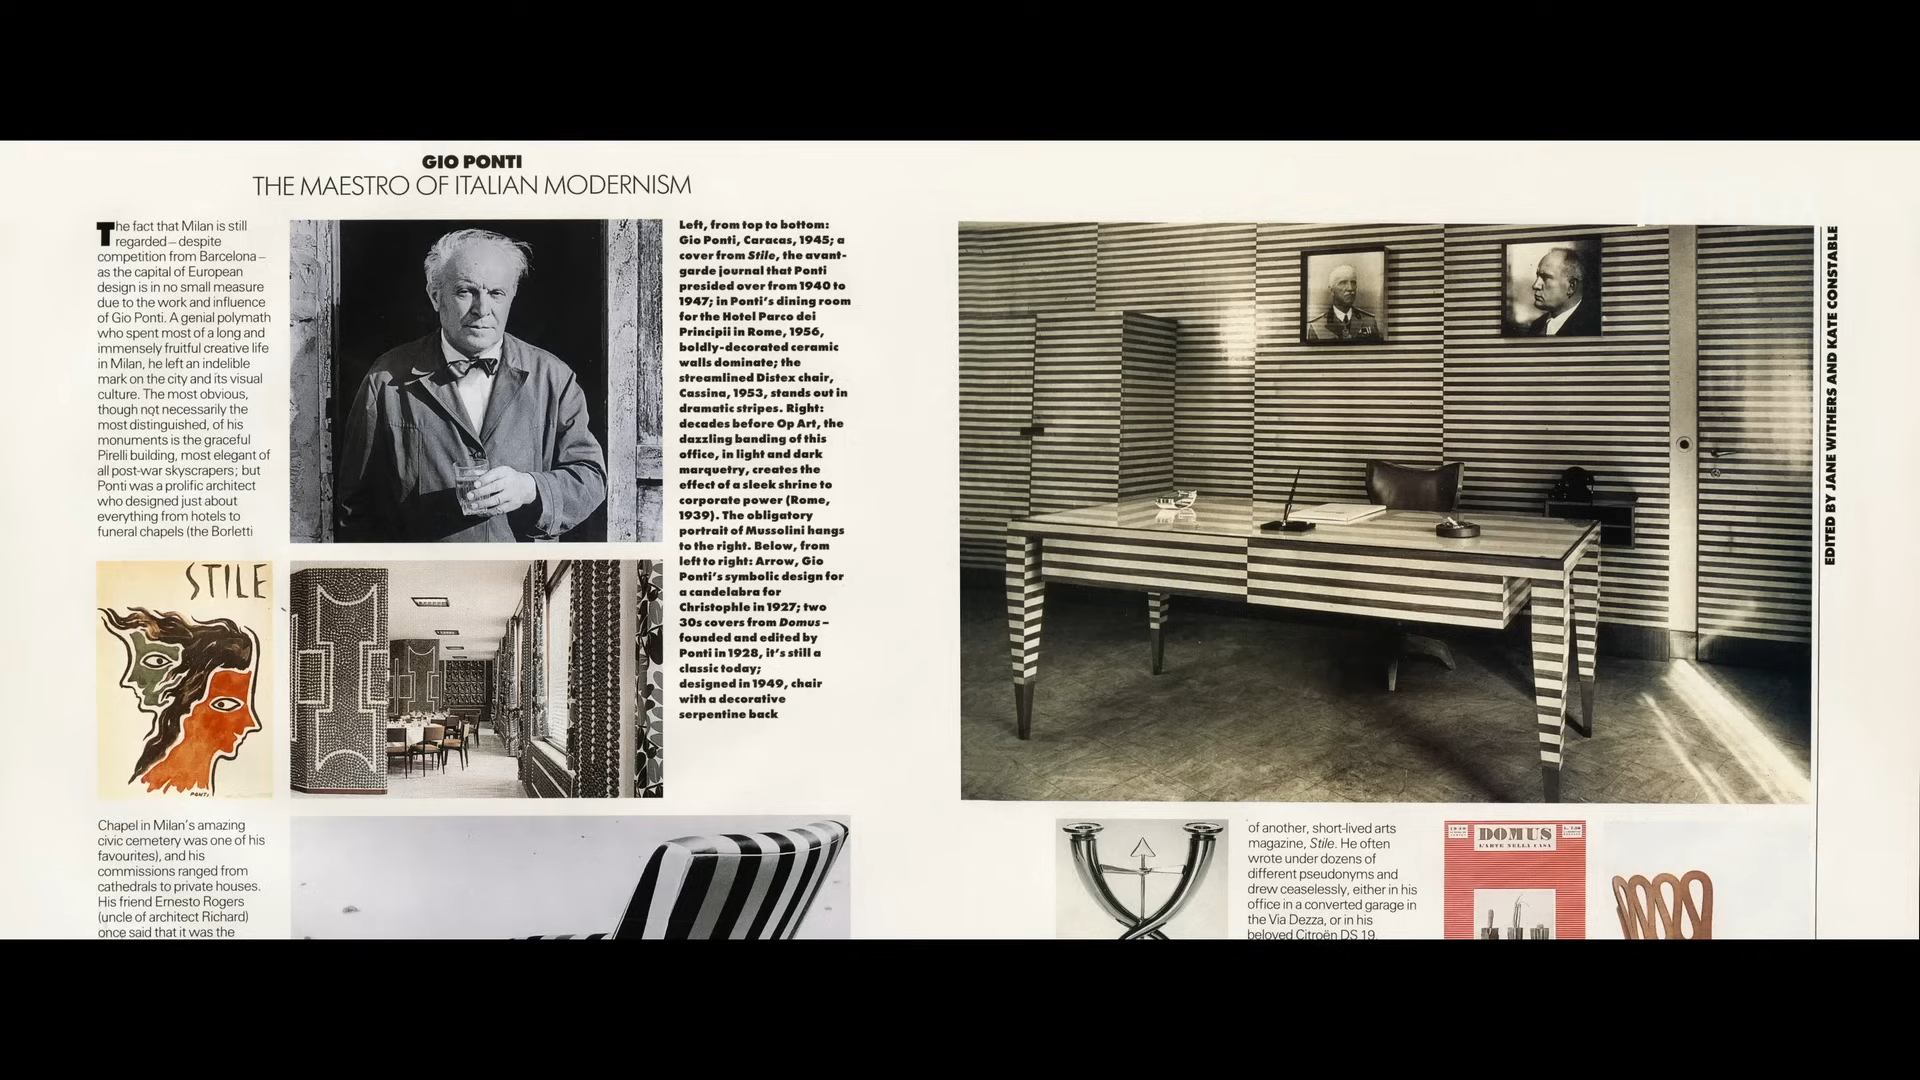 GIO PONTI
THE MAESTRO OF ITALIAN MODERNISM
The fact that Milan is still
regarded – despite
competition from Barcelona –
as the capital of European
design is in no small measure
due to the work and influence
of Gio Ponti. A genial polymath
who spent most of a long and
immensely fruitful creative life
in Milan, he left an indelible
mark on the city and its visual
culture. The most obvious,
though not necessarily the
most distinguished, of his
monuments is the graceful
Pirelli building, most elegant of
all post-war skyscrapers; but
Ponti was a prolific architect
who designed just about
everything from hotels to
funeral chapels (the Borletti
STILE
PONTI
Chapel in Milan's amazing
civic cemetery was one of his
favourites), and his
commissions ranged from
cathedrals to private houses.
His friend Ernesto Rogers
(uncle of architect Richard)
once said that it was the
Left, from top to bottom:
Gio Ponti, Caracas, 1945; a
cover from Stile, the avant-
garde journal that Ponti
presided over from 1940 to
1947; in Ponti's dining room
for the Hotel Parco dei
Principii in Rome, 1956,
boldly-decorated ceramic
walls dominate; the
streamlined Distex chair,
Cassina, 1953, stands out in
dramatic stripes. Right:
decades before Op Art, the
dazzling banding of this
office, in light and dark
marquetry, creates the
effect of a sleek shrine to
corporate power (Rome,
1939). The obligatory
portrait of Mussolini hangs
to the right. Below, from
left to right: Arrow, Gio
Ponti's symbolic design for
a candelabra for
Christophle in 1927; two
30s covers from Domus –
founded and edited by
Ponti in 1928, it's still a
classic today;
designed in 1949, chair
with a decorative
serpentine back
EDITED BY JANE WITHERS AND KATE CONSTABLE
of another, short-lived arts
magazine, Stile. He often
wrote under dozens of
different pseudonyms and
drew ceaselessly, either in his
office in a converted garage in
the Via Dezza, or in his
beloved Citroën DS 19.
DOMUS
L'ARTE NELLA CASA